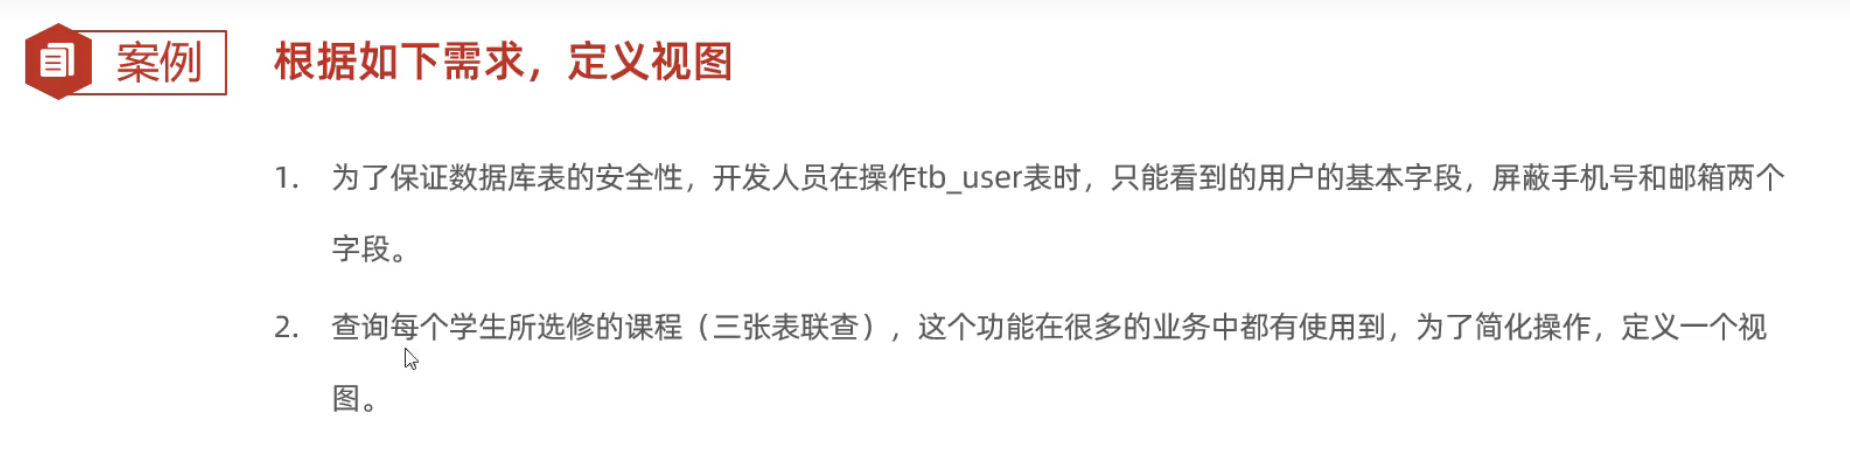 案例 根据如下需求，定义视图
1. 为了保证数据库表的安全性，开发人员在操作tb_user表时，只能看到的用户的基本字段，屏蔽手机号和邮箱两个
字段。
2. 查询每个学生所选修的课程（三张表联查），这个功能在很多的业务中都有使用到，为了简化操作，定义一个视
图。